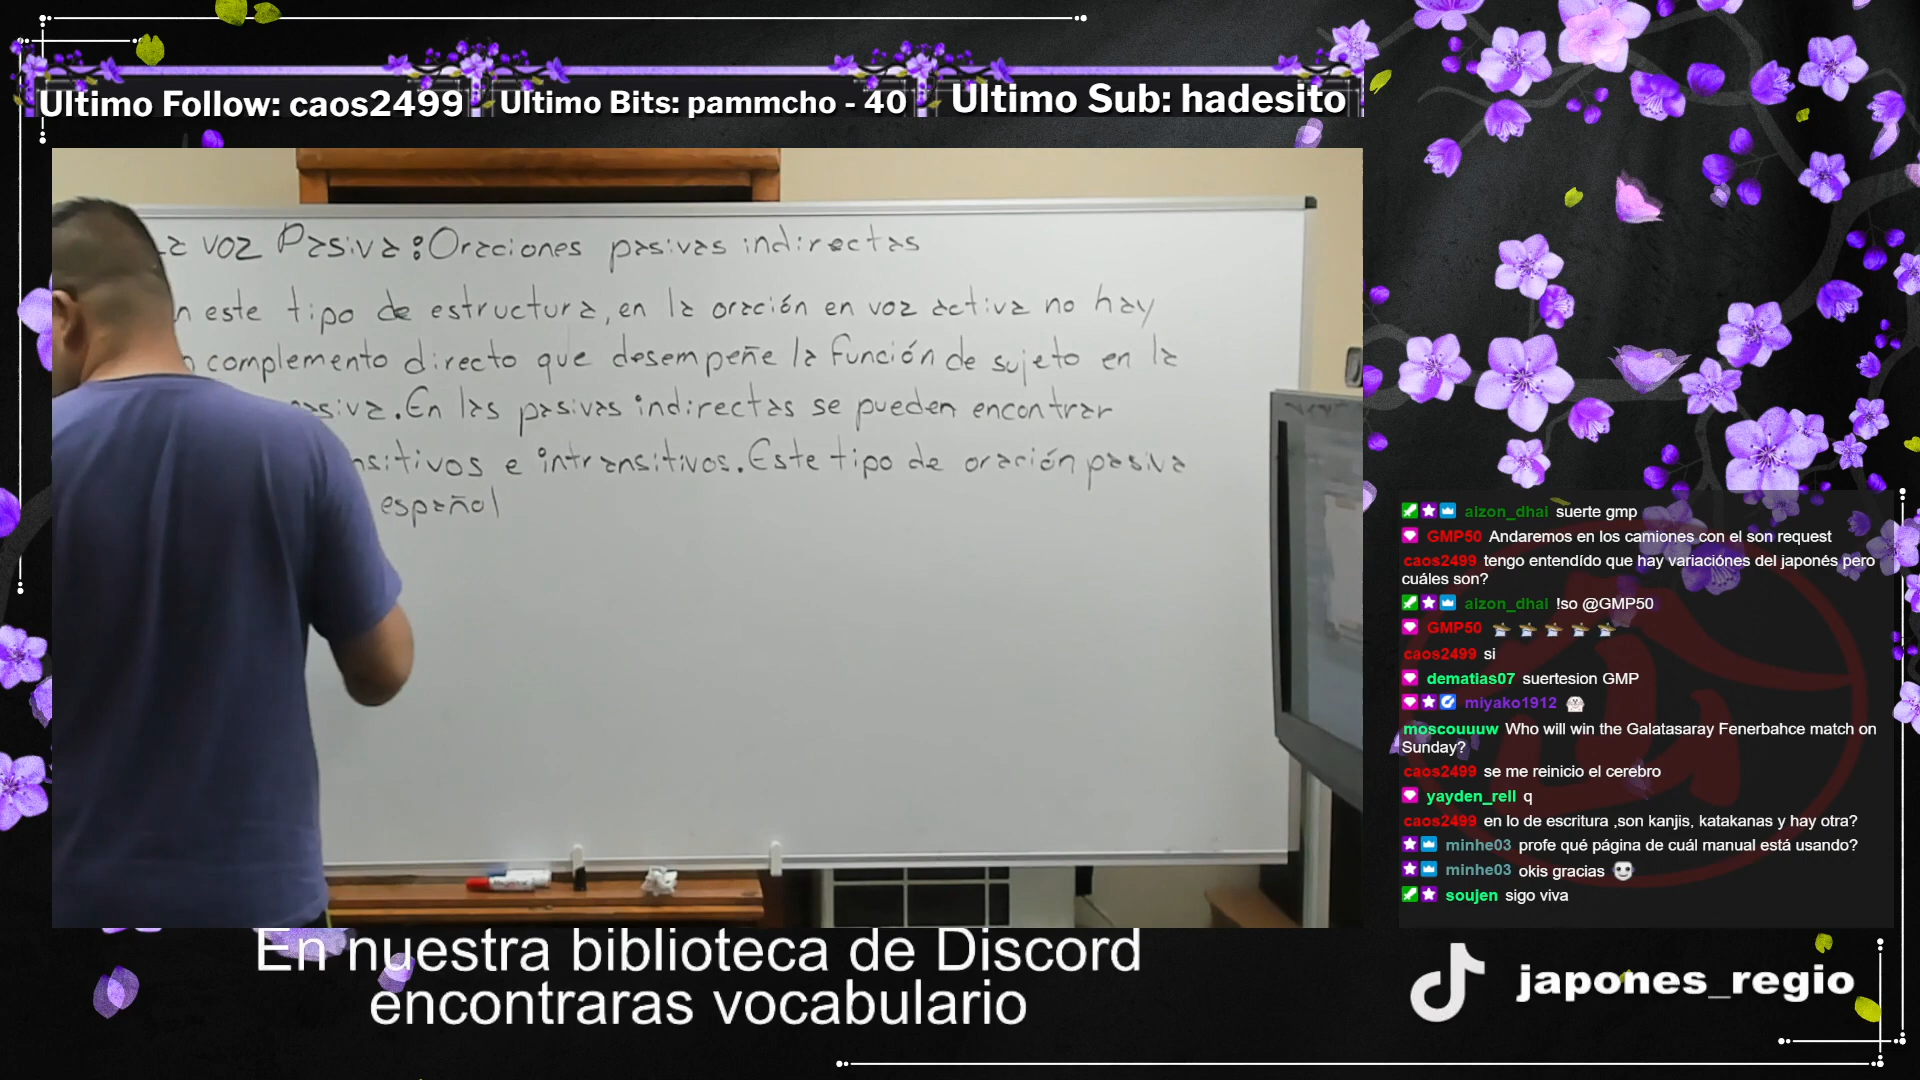 Ultimo Follow: caos2499
Ultimo Bits: pammcho - 40
Ultimo Sub: hadesito
La voz Pasiva: Oraciones pasivas indirectas
n este tipo de estructura, en la oración en voz activa no hay
complemento directo que desempeñe la función de sujeto en la
asiva. En las pasivas indirectas se pueden encontrar
nsitivos e intransitivos. Este tipo de oración pasiva
español
aizon_dhai suerte gmp
GMP50 Andaremos en los camiones con el son request
caos2499 tengo entendído que hay variaciónes del japonés pero
cuáles son?
aizon_dhai !so @GMP50
GMP50
caos2499 si
dematias07 suertesion GMP
miyako1912
moscouuuw Who will win the Galatasaray Fenerbahce match on
Sunday?
caos2499 se me reinicio el cerebro
yayden_rell q
caos2499 en lo de escritura ,son kanjis, katakanas y hay otra?
minhe03 profe qué página de cuál manual está usando?
minhe03 okis gracias
soujen sigo viva
En nuestra biblioteca de Discord
encontraras vocabulario
japones_regio